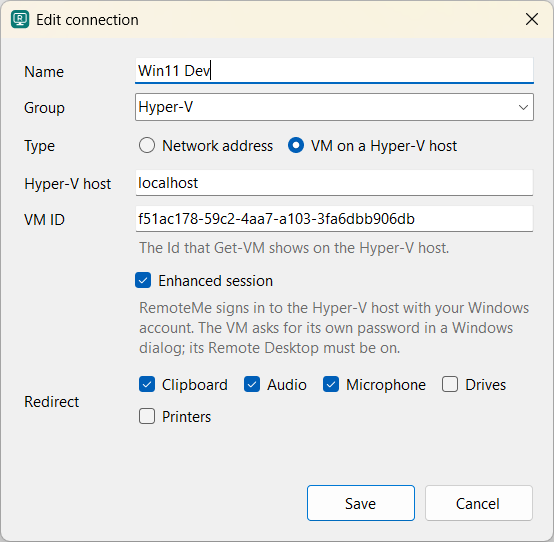 Edit connection
Name
Win11 Dev
Group
Hyper-V
Type
Network address
VM on a Hyper-V host
Hyper-V host
localhost
VM ID
f51ac178-59c2-4aa7-a103-3fa6dbb906db
The Id that Get-VM shows on the Hyper-V host.
Enhanced session
RemoteMe signs in to the Hyper-V host with your Windows
account. The VM asks for its own password in a Windows
dialog; its Remote Desktop must be on.
Redirect
Clipboard
Audio
Microphone
Drives
Printers
Save
Cancel